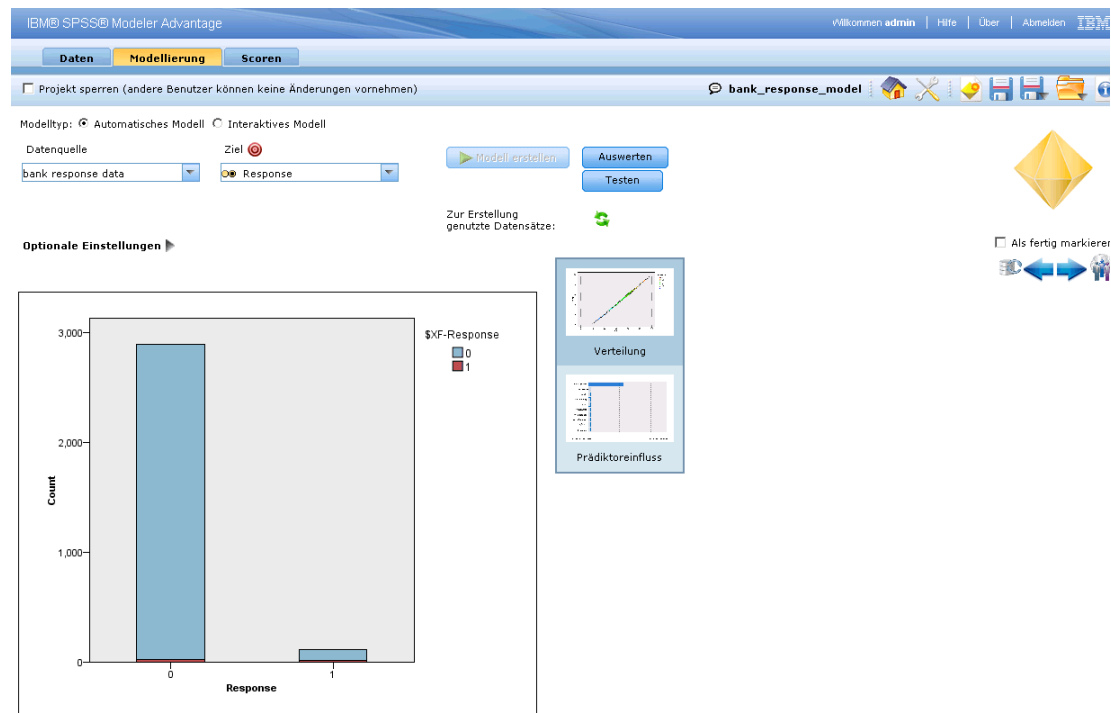 IBM® SPSS® Modeler Advantage
Willkommen admin | Hilfe | Über | Abmelden IBM
Daten Modellierung Scoren
Projekt sperren (andere Benutzer können keine Änderungen vornehmen)
bank_response_model
Modelltyp: Automatisches Modell Interaktives Modell
Datenquelle Ziel
bank response data Response
Modell erstellen Auswerten
Testen
Zur Erstellung
genutzte Datensätze:
Optionale Einstellungen
Als fertig markieren
$XF-Response
0
1
3,000
2,000
1,000
0
Count
0 1
Response
Verteilung
Prädiktoreinfluss